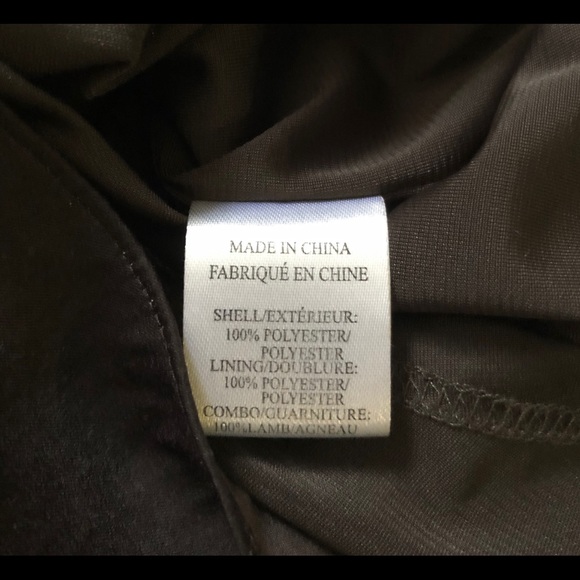 MADE IN CHINA
FABRIQUÉ EN CHINE
SHELL/EXTÉRIEUR:
100% POLYESTER/
POLYESTER
LINING/DOUBLURE:
100% POLYESTER/
POLYESTER
COMBO/GUARNITURE:
100%LAMB/AGNEAU